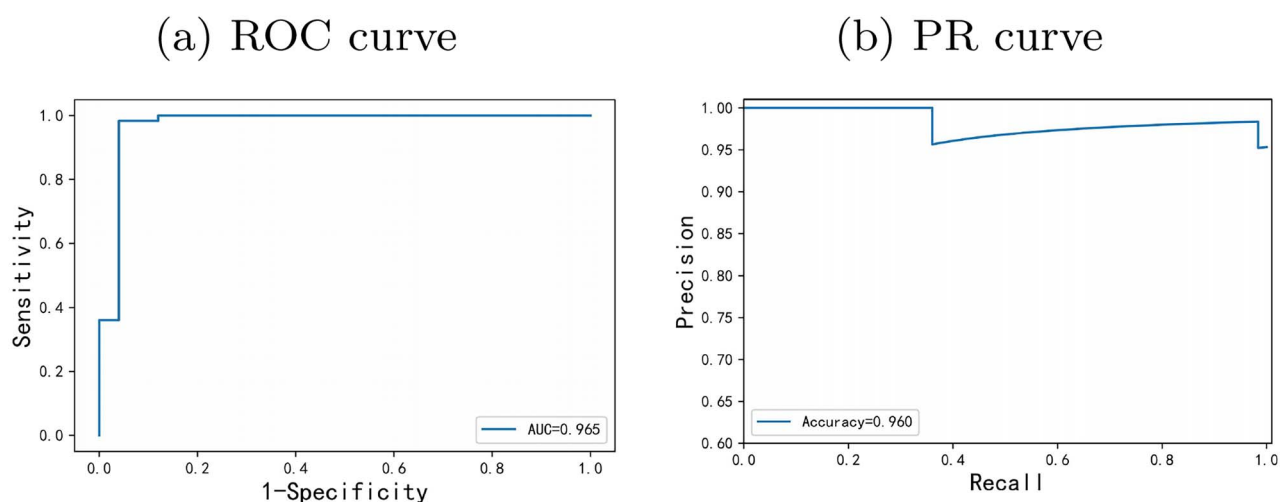 (a) ROC curve
(b) PR curve
1.0
0.8
0.6
0.4
0.2
0.0
Sensitivity
0.0 0.2 0.4 0.6 0.8 1.0
1-Specificity
AUC=0.965
1.00
0.95
0.90
0.85
0.80
0.75
0.70
0.65
0.60
Precision
0.0 0.2 0.4 0.6 0.8 1.0
Recall
Accuracy=0.960